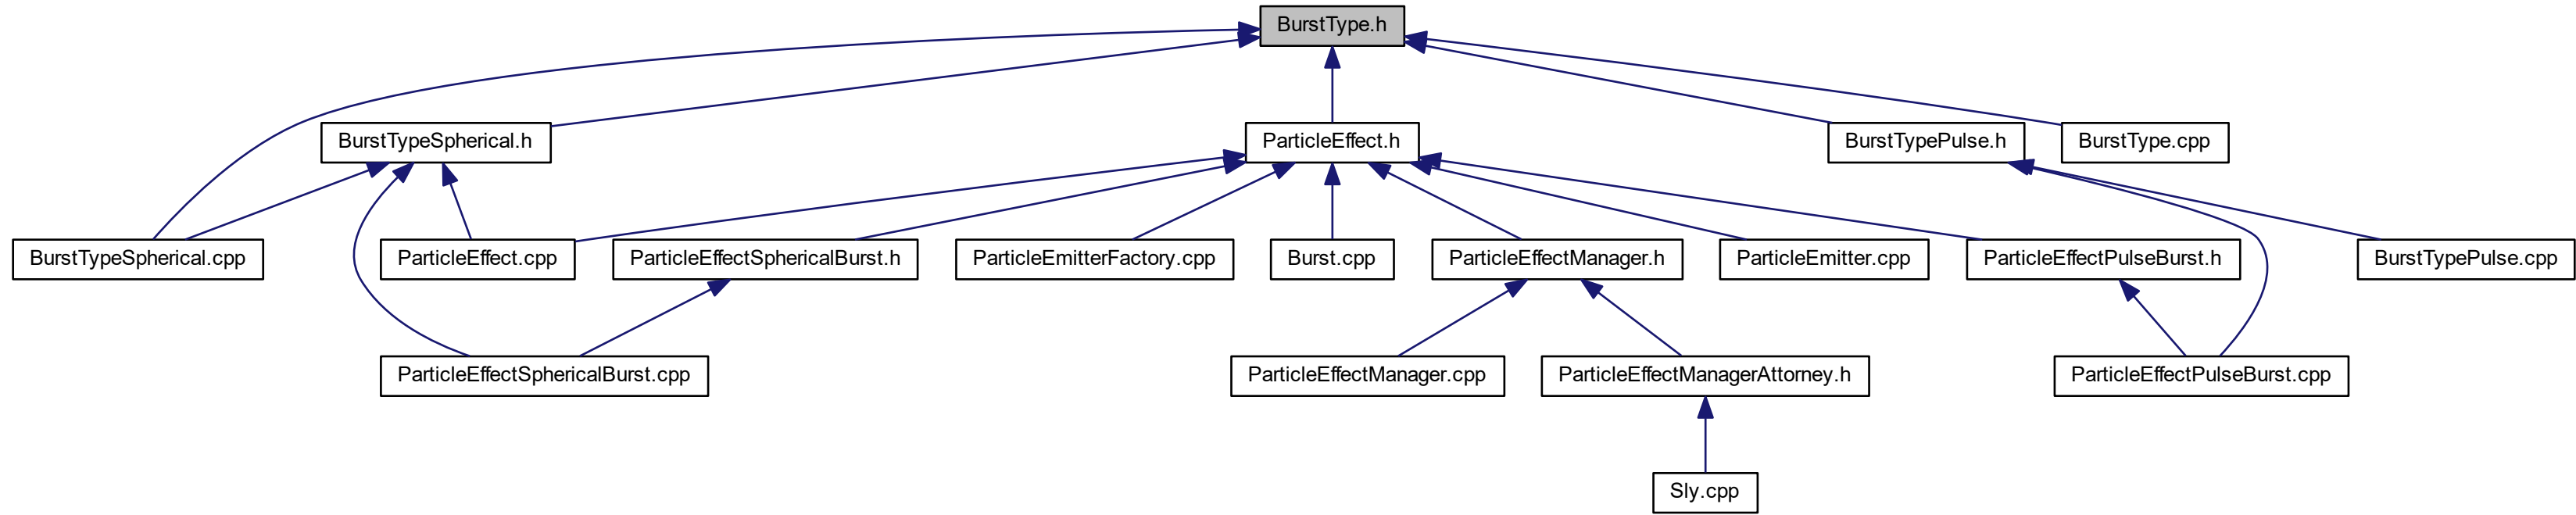 BurstType.h
BurstTypeSpherical.h
ParticleEffect.h
BurstTypePulse.h
BurstType.cpp
BurstTypeSpherical.cpp
ParticleEffect.cpp
ParticleEffectSphericalBurst.h
ParticleEmitterFactory.cpp
Burst.cpp
ParticleEffectManager.h
ParticleEmitter.cpp
ParticleEffectPulseBurst.h
BurstTypePulse.cpp
ParticleEffectSphericalBurst.cpp
ParticleEffectManager.cpp
ParticleEffectManagerAttorney.h
ParticleEffectPulseBurst.cpp
Sly.cpp